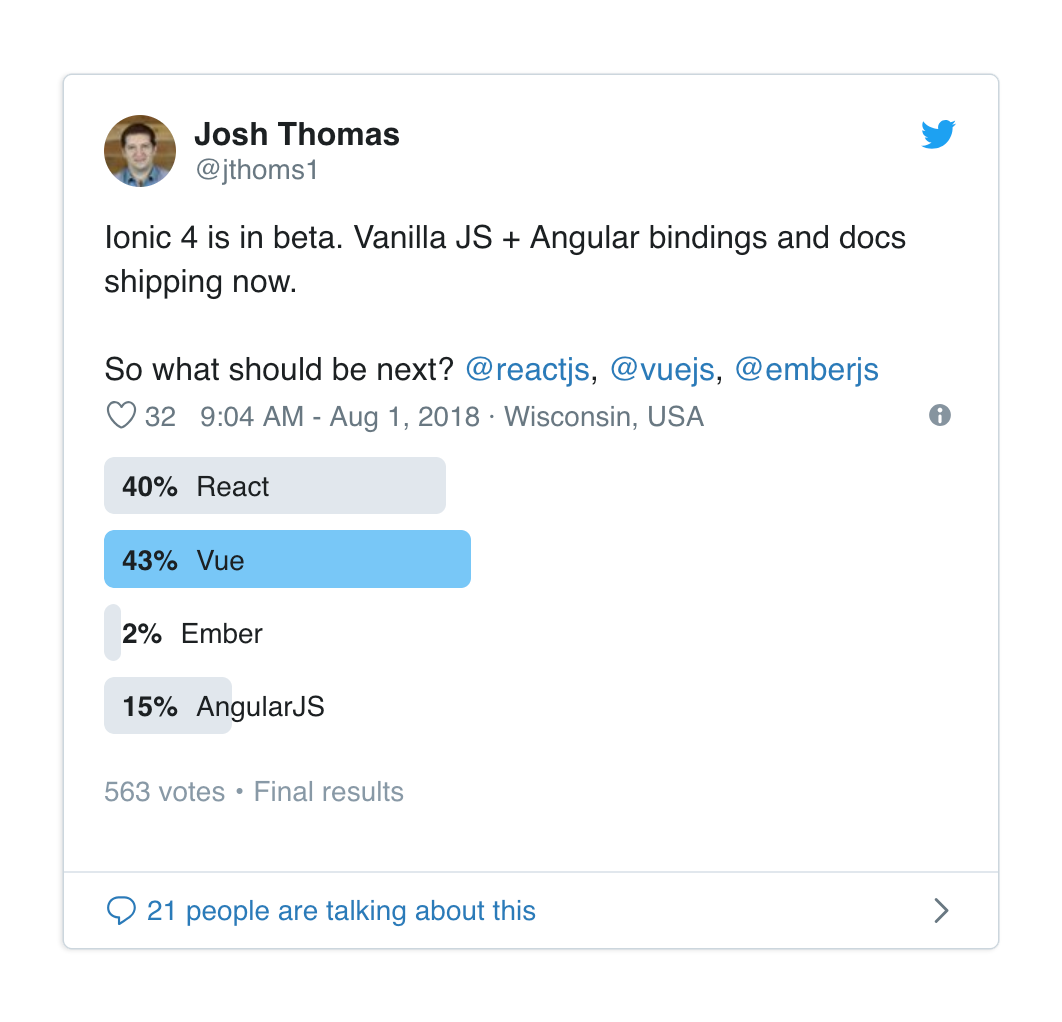 Josh Thomas
@jthoms1
Ionic 4 is in beta. Vanilla JS + Angular bindings and docs
shipping now.
So what should be next? @reactjs, @vuejs, @emberjs
32 9:04 AM - Aug 1, 2018 · Wisconsin, USA
40% React
43% Vue
2% Ember
15% AngularJS
563 votes • Final results
21 people are talking about this